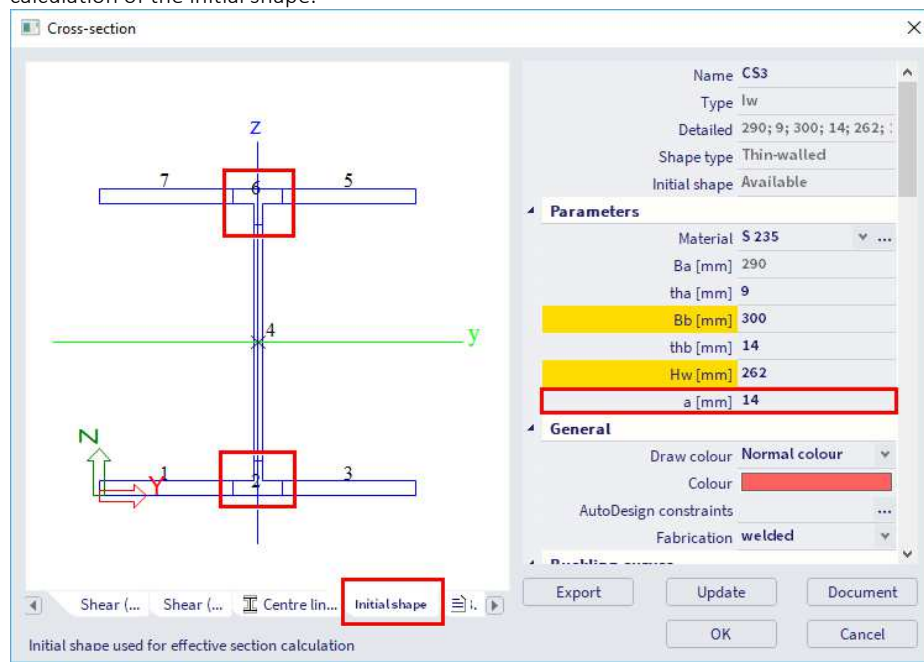 calculation of the initial shape.
Cross-section
Name CS3
Type Iw
Detailed 290; 9; 300; 14; 262;
Shape type Thin-walled
Initial shape Available
Parameters
Material S 235 ...
Ba [mm] 290
tha [mm] 9
Bb [mm] 300
thb [mm] 14
Hw [mm] 262
a [mm] 14
General
Draw colour Normal colour
Colour
AutoDesign constraints ...
Fabrication welded
Buckling curves
z
7 6 5
4 y
N
1 Y 2 3
Shear (... Shear (... Centre lin... Initial shape
Export Update Document
Initial shape used for effective section calculation
OK Cancel